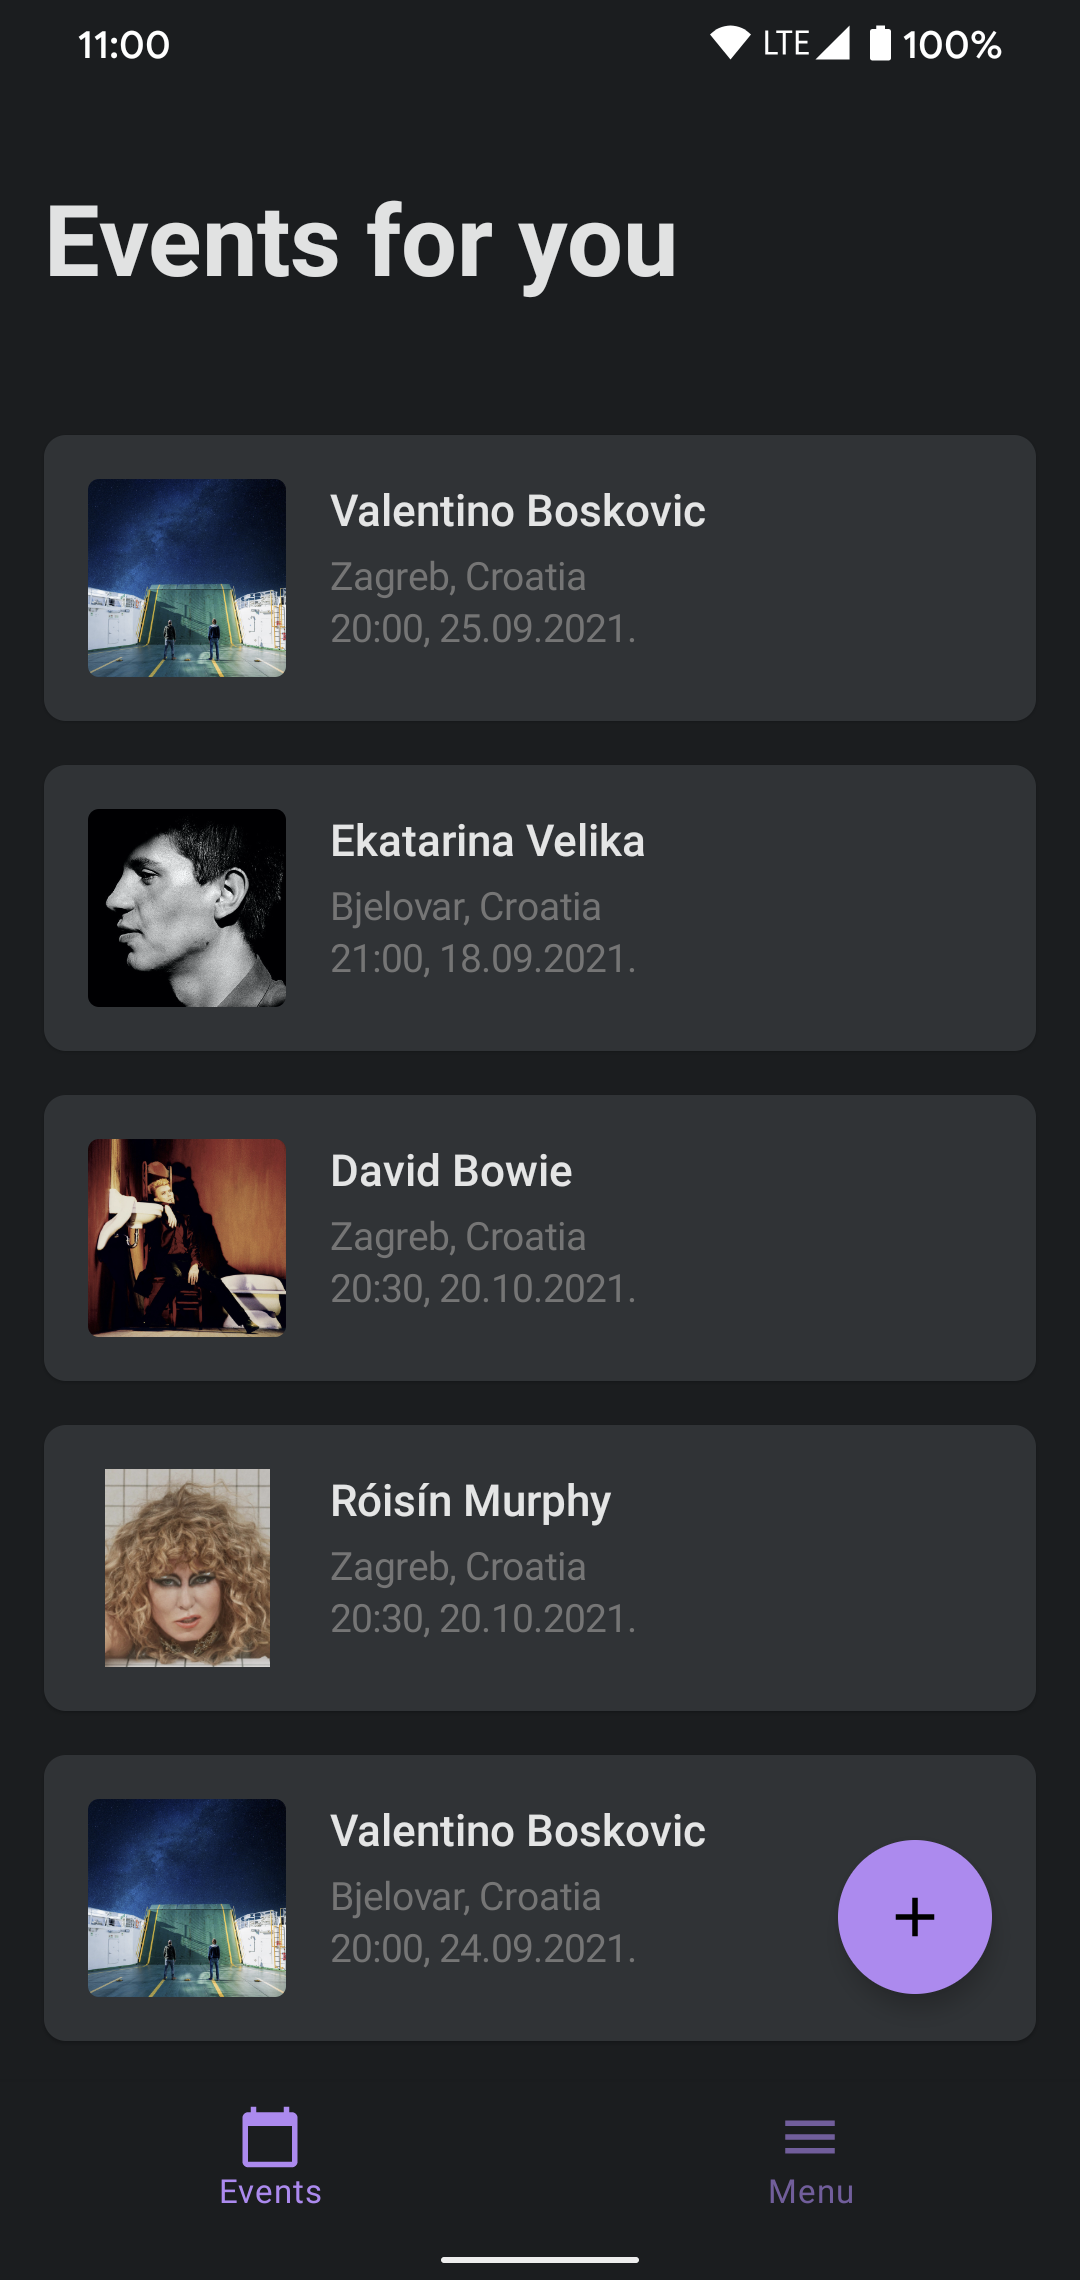 11:00
LTE 100%
Events for you
Valentino Boskovic
Zagreb, Croatia
20:00, 25.09.2021.
Ekatarina Velika
Bjelovar, Croatia
21:00, 18.09.2021.
David Bowie
Zagreb, Croatia
20:30, 20.10.2021.
Róisín Murphy
Zagreb, Croatia
20:30, 20.10.2021.
Valentino Boskovic
Bjelovar, Croatia
20:00, 24.09.2021.
+
Events
Menu